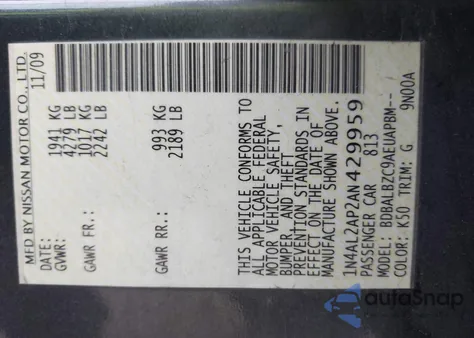 MFD BY NISSAN MOTOR CO., LTD.
DATE: 11/09
GVWR: 1941 KG
4279 LB
GAWR FR.: 1017 KG
2242 LB
GAWR RR.: 993 KG
2189 LB
THIS VEHICLE CONFORMS TO
ALL APPLICABLE FEDERAL
MOTOR VEHICLE SAFETY,
BUMPER, AND THEFT
PREVENTION STANDARDS IN
EFFECT ON THE DATE OF
MANUFACTURE SHOWN ABOVE.
1N4AL2AP2AN429959
PASSENGER CAR 813
MODEL: BDBALBZC9AEUAPBM--
COLOR: K50 TRIM: G 9N00A
autoSnap